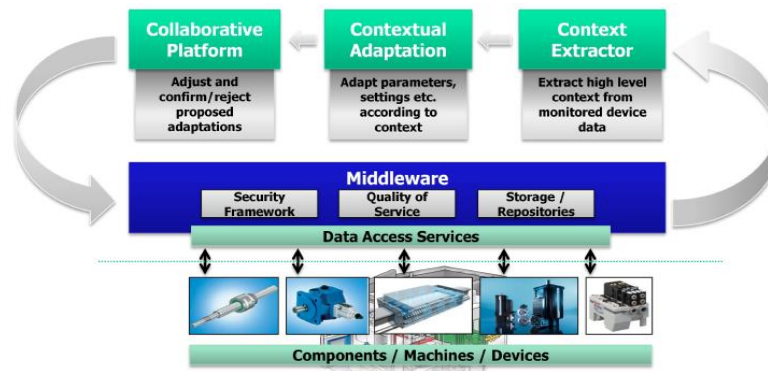 Collaborative
Platform
Contextual
Adaptation
Context
Extractor
Adjust and
confirm/reject
proposed
adaptations
Adapt parameters,
settings etc.
according to
context
Extract high level
context from
monitored device
data
Middleware
Security
Framework
Quality of
Service
Storage /
Repositories
Data Access Services
Components / Machines / Devices